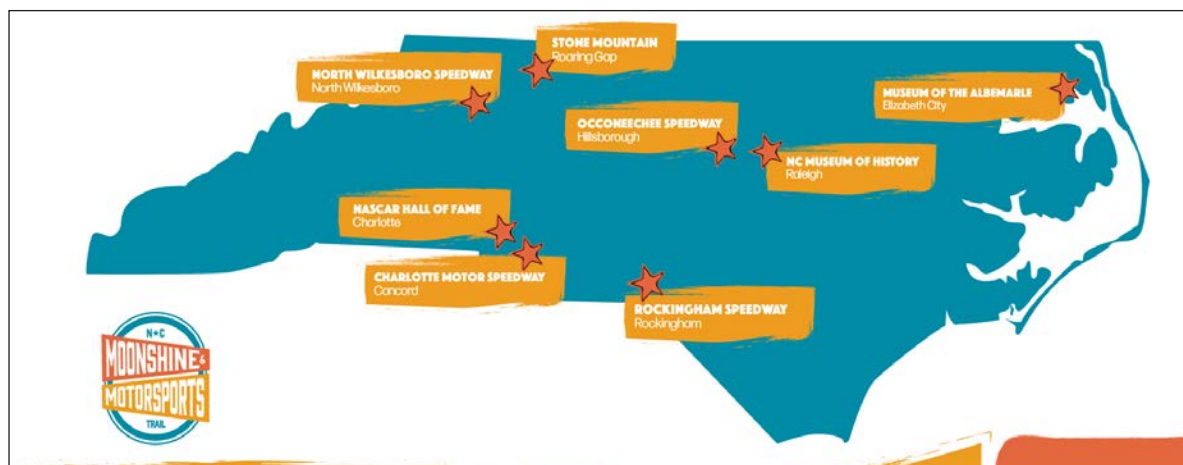 STONE MOUNTAIN
Roaring Gap
NORTH WILKESBORO SPEEDWAY
North Wilkesboro
MUSEUM OF THE ALBEMARLE
Elizabeth City
OCCONEECHEE SPEEDWAY
Hillsborough
NC MUSEUM OF HISTORY
Raleigh
NASCAR HALL OF FAME
Charlotte
CHARLOTTE MOTOR SPEEDWAY
Concord
ROCKINGHAM SPEEDWAY
Rockingham
N★C
MOONSHINE &
MOTORSPORTS
TRAIL